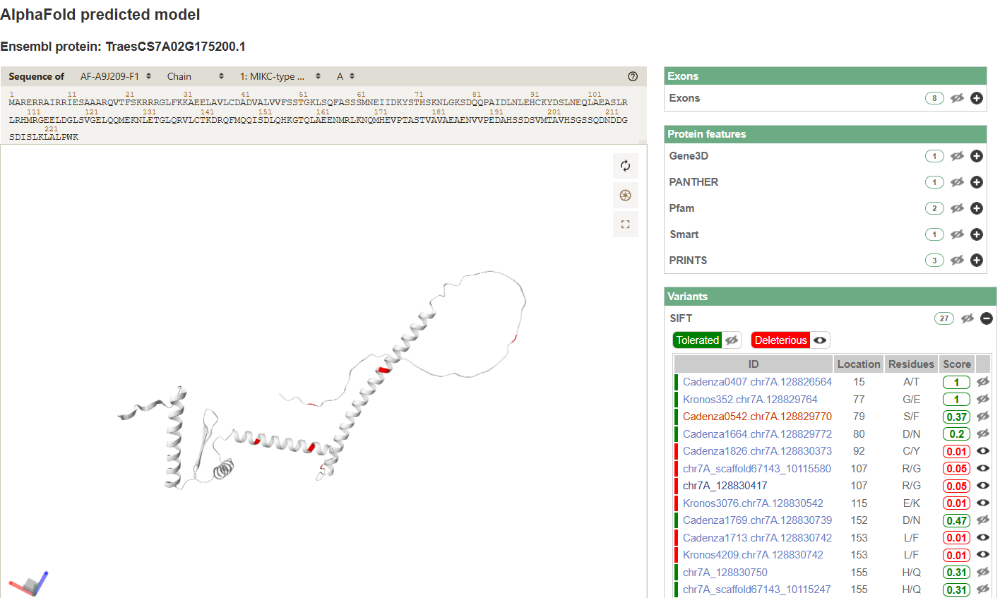 AlphaFold predicted model
Ensembl protein: TraesCS7A02G175200.1
Sequence of AF-A9J209-F1 Chain 1: MIKC-type ... A
1 11 21 31 41 51 61 71 81 91 101
MARERRAIRRIESAAARQVTFSKRRRGLFKKAEELAVLCDADVALVVFSSTGKLSQFASSSMNEIIDKYSTHSKNLGKSDQQPAIDLNLEHCKYDSLNEQLAEASLR
111 121 131 141 151 161 171 181 191 201 211
LRHMRGEELDGLSVGELQQMEKNLETGLQRVLCTKDRQFMQQISDLQHKGTQLAEENMRLKNQMHEVPTASTVAVAEAENVVPEDAHSSDSVMTAVHSGSSQDNDDG
221
SDISLKLALPWK
Exons
Exons 8
Protein features
Gene3D 1
PANTHER 1
Pfam 2
Smart 1
PRINTS 3
Variants
SIFT 27
Tolerated Deleterious
ID Location Residues Score
Cadenza0407.chr7A.128826564 15 A/T 1
Kronos352.chr7A.128829764 77 G/E 1
Cadenza0542.chr7A.128829770 79 S/F 0.37
Cadenza1664.chr7A.128829772 80 D/N 0.2
Cadenza1826.chr7A.128830373 92 C/Y 0.01
chr7A_scaffold67143_10115580 107 R/G 0.05
chr7A_128830417 107 R/G 0.05
Kronos3076.chr7A.128830542 115 E/K 0.01
Cadenza1769.chr7A.128830739 152 D/N 0.47
Cadenza1713.chr7A.128830742 153 L/F 0.01
Kronos4209.chr7A.128830742 153 L/F 0.01
chr7A_128830750 155 H/Q 0.31
chr7A_scaffold67143_10115247 155 H/Q 0.31